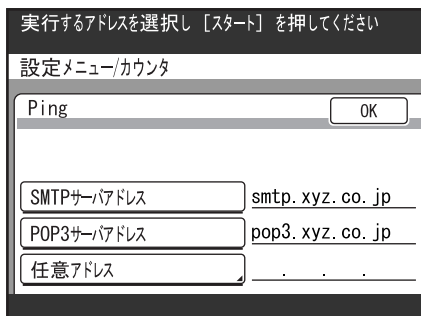 実行するアドレスを選択し [スタート] を押してください
設定メニュー/カウンタ
Ping
OK
SMTPサーバアドレス smtp.xyz.co.jp
POP3サーバアドレス pop3.xyz.co.jp
任意アドレス . . .